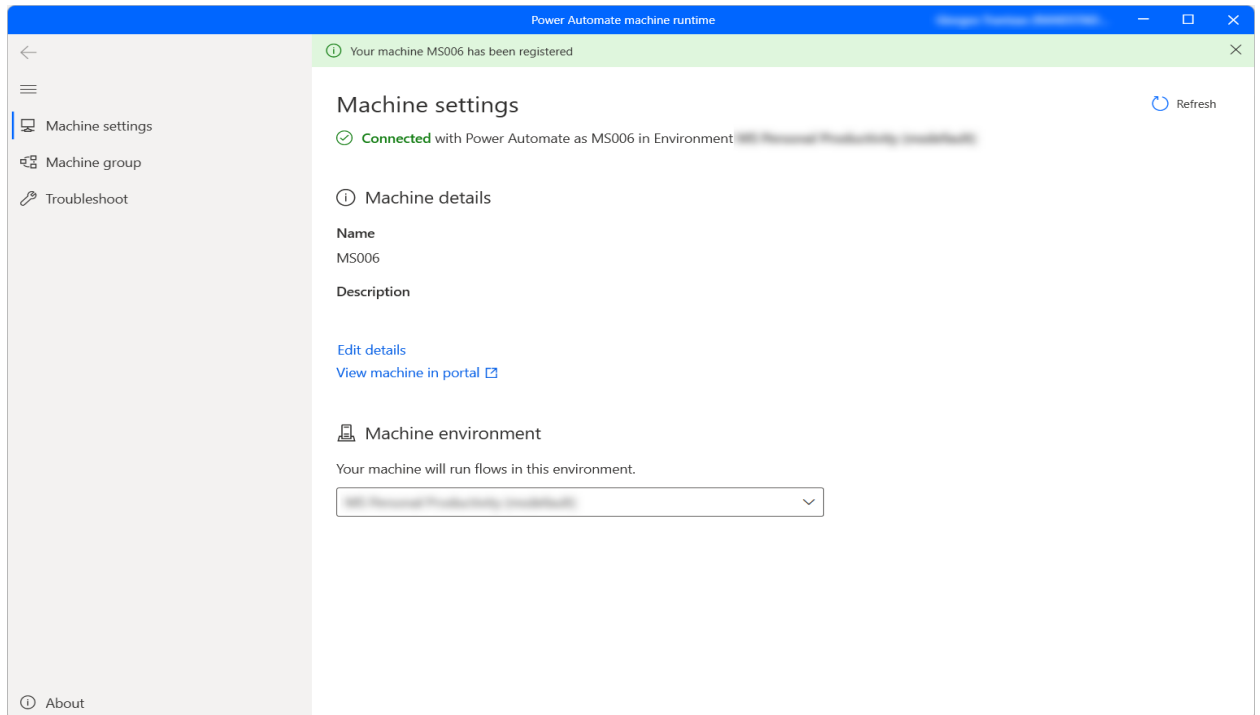 Power Automate machine runtime
Your machine MS006 has been registered
Machine settings
Machine group
Troubleshoot
About
Machine settings
Refresh
Connected with Power Automate as MS006 in Environment
Machine details
Name
MS006
Description
Edit details
View machine in portal
Machine environment
Your machine will run flows in this environment.